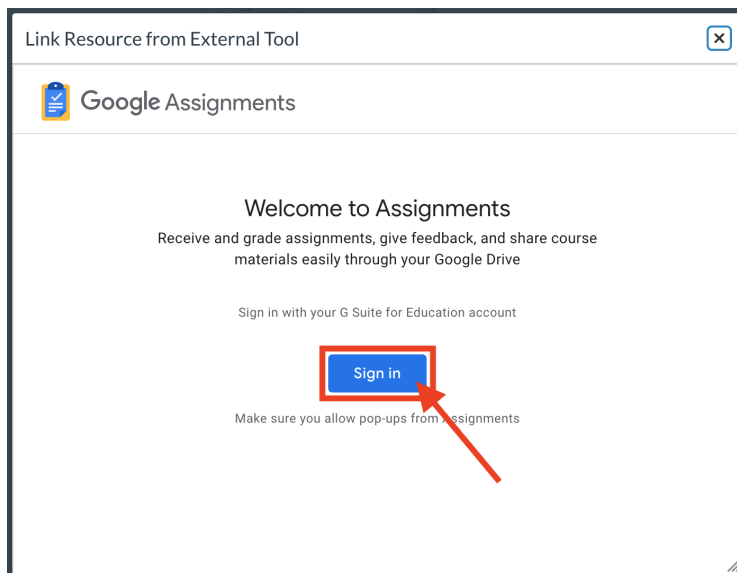 Link Resource from External Tool
Google Assignments
Welcome to Assignments
Receive and grade assignments, give feedback, and share course
materials easily through your Google Drive
Sign in with your G Suite for Education account
Sign in
Make sure you allow pop-ups from Assignments